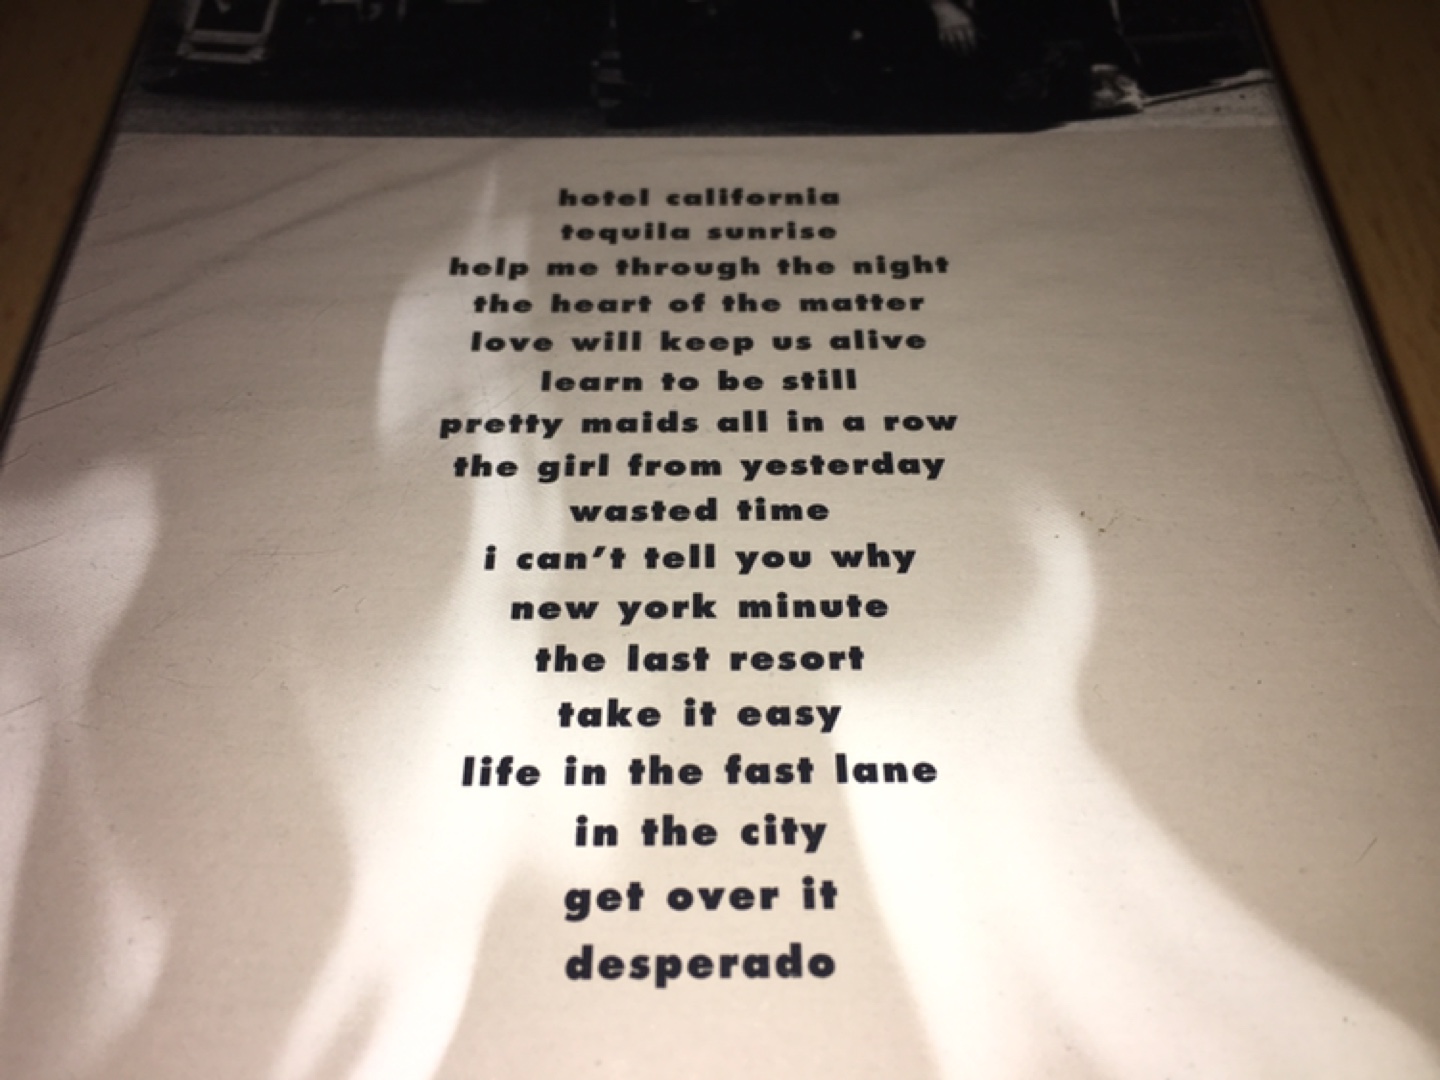 hotel california
tequila sunrise
help me through the night
the heart of the matter
love will keep us alive
learn to be still
pretty maids all in a row
the girl from yesterday
wasted time
i can't tell you why
new york minute
the last resort
take it easy
life in the fast lane
in the city
get over it
desperado